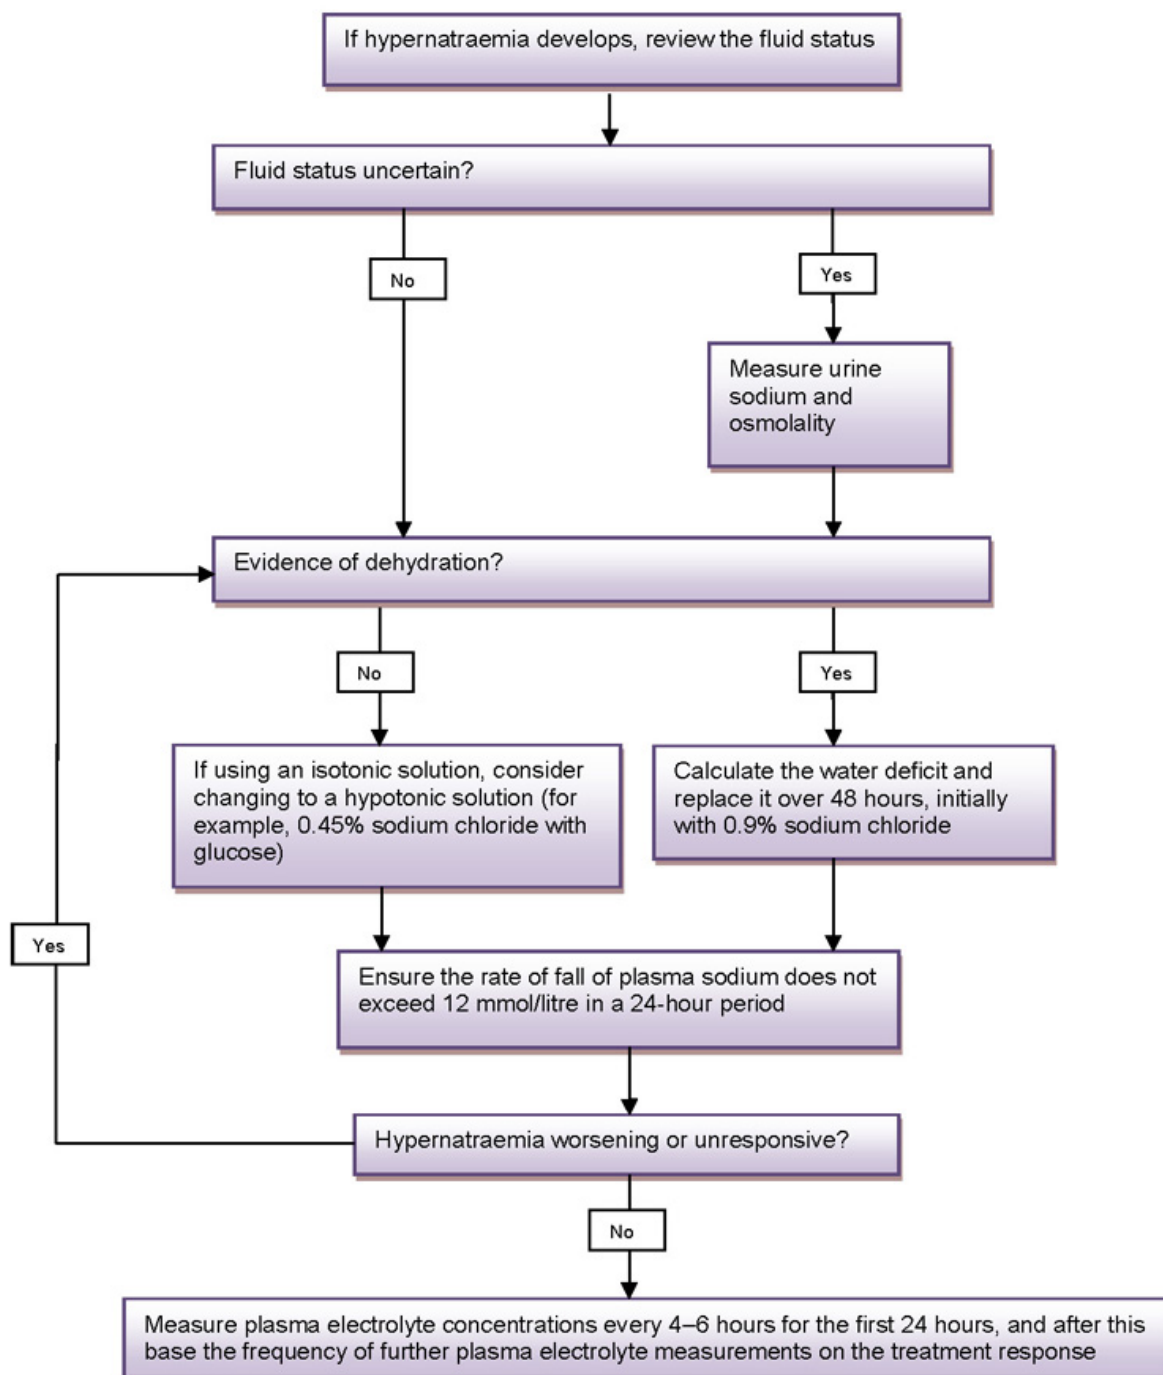 If hypernatraemia develops, review the fluid status
Fluid status uncertain?
No
Yes
Measure urine
sodium and
osmolality
Evidence of dehydration?
No
Yes
If using an isotonic solution, consider
changing to a hypotonic solution (for
example, 0.45% sodium chloride with
glucose)
Calculate the water deficit and
replace it over 48 hours, initially
with 0.9% sodium chloride
Yes
Ensure the rate of fall of plasma sodium does not
exceed 12 mmol/litre in a 24-hour period
Hypernatraemia worsening or unresponsive?
No
Measure plasma electrolyte concentrations every 4–6 hours for the first 24 hours, and after this
base the frequency of further plasma electrolyte measurements on the treatment response